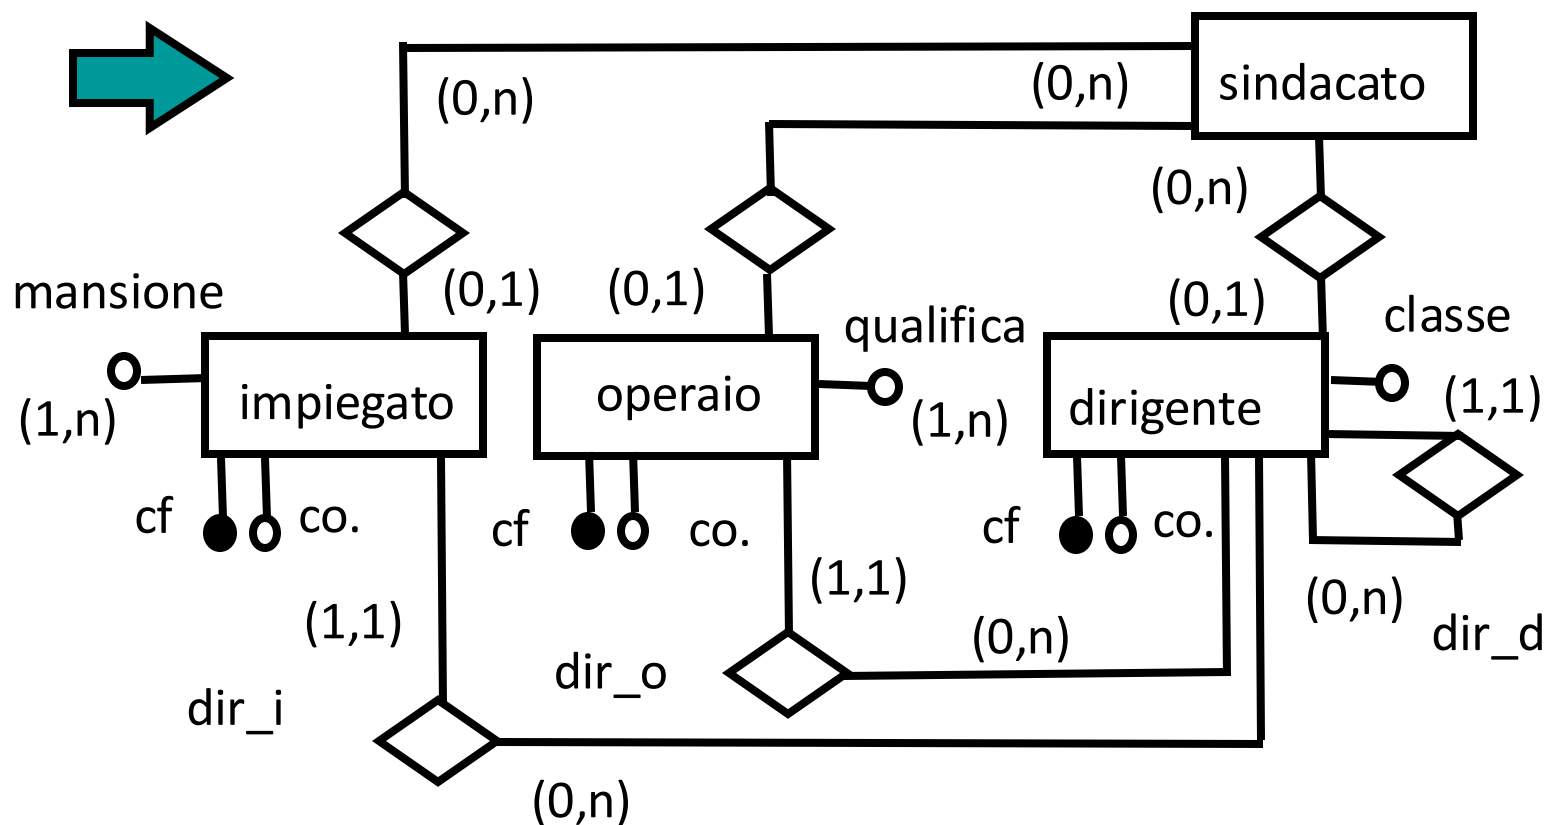 (0,n)
(0,n)
sindacato
(0,n)
mansione
(0,1)
(0,1)
(0,1)
qualifica
classe
(1,n)
impiegato
operaio
(1,n)
dirigente
(1,1)
cf
co.
cf
co.
cf
co.
(1,1)
(1,1)
(0,n)
(0,n)
dir_d
dir_i
dir_o
(0,n)